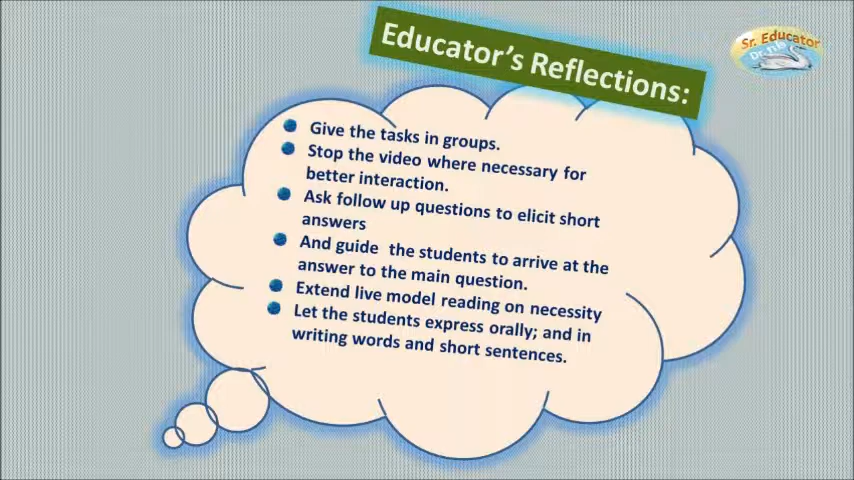 Educator's Reflections:
Sr. Educator
Give the tasks in groups.
Stop the video where necessary for
better interaction.
Ask follow up questions to elicit short
answers
And guide the students to arrive at the
answer to the main question.
Extend live model reading on necessity
Let the students express orally; and in
writing words and short sentences.